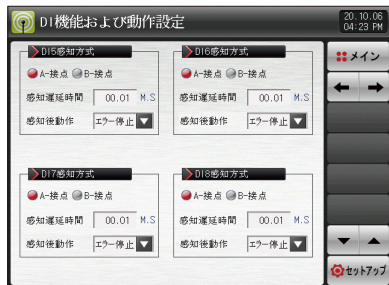 DI機能および動作設定
20.10.06
04:23 PM
DI5感知方式
A-接点 B-接点
感知遅延時間 00.01 M.S
感知後動作 エラー停止
DI6感知方式
A-接点 B-接点
感知遅延時間 00.01 M.S
感知後動作 エラー停止
DI7感知方式
A-接点 B-接点
感知遅延時間 00.01 M.S
感知後動作 エラー停止
DI8感知方式
A-接点 B-接点
感知遅延時間 00.01 M.S
感知後動作 エラー停止
メイン
セットアップ